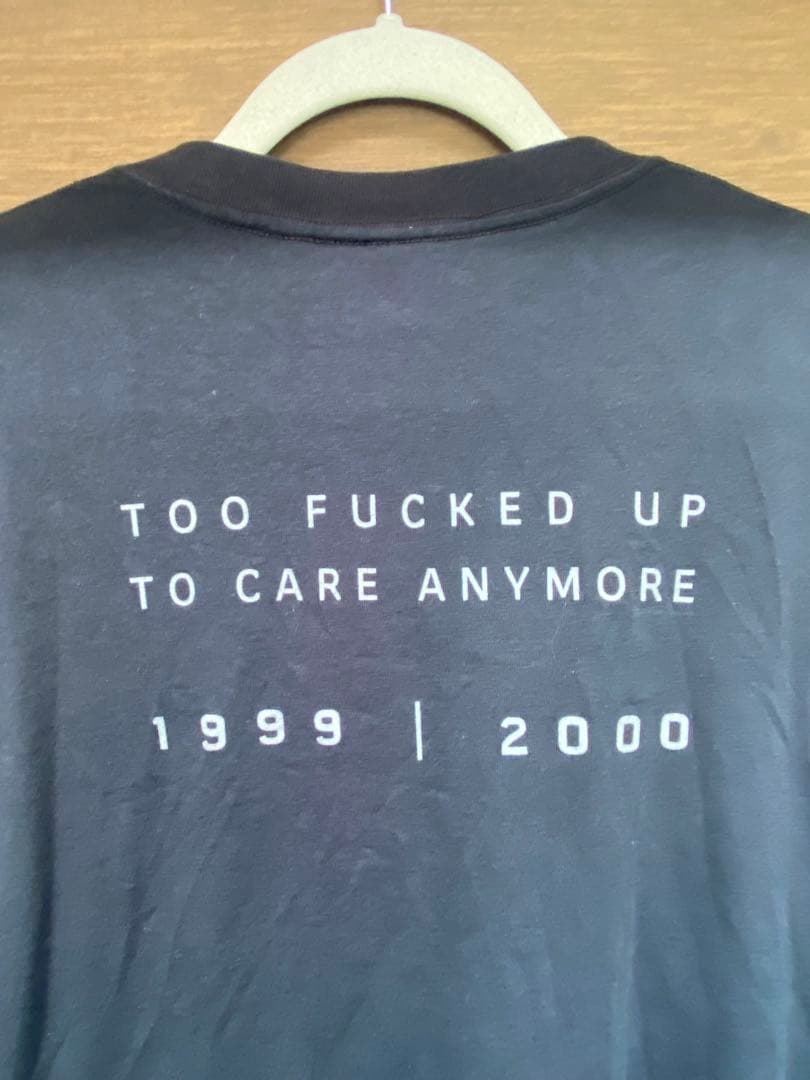 TOO FUCKED UP
TO CARE ANYMORE
1999 | 2000